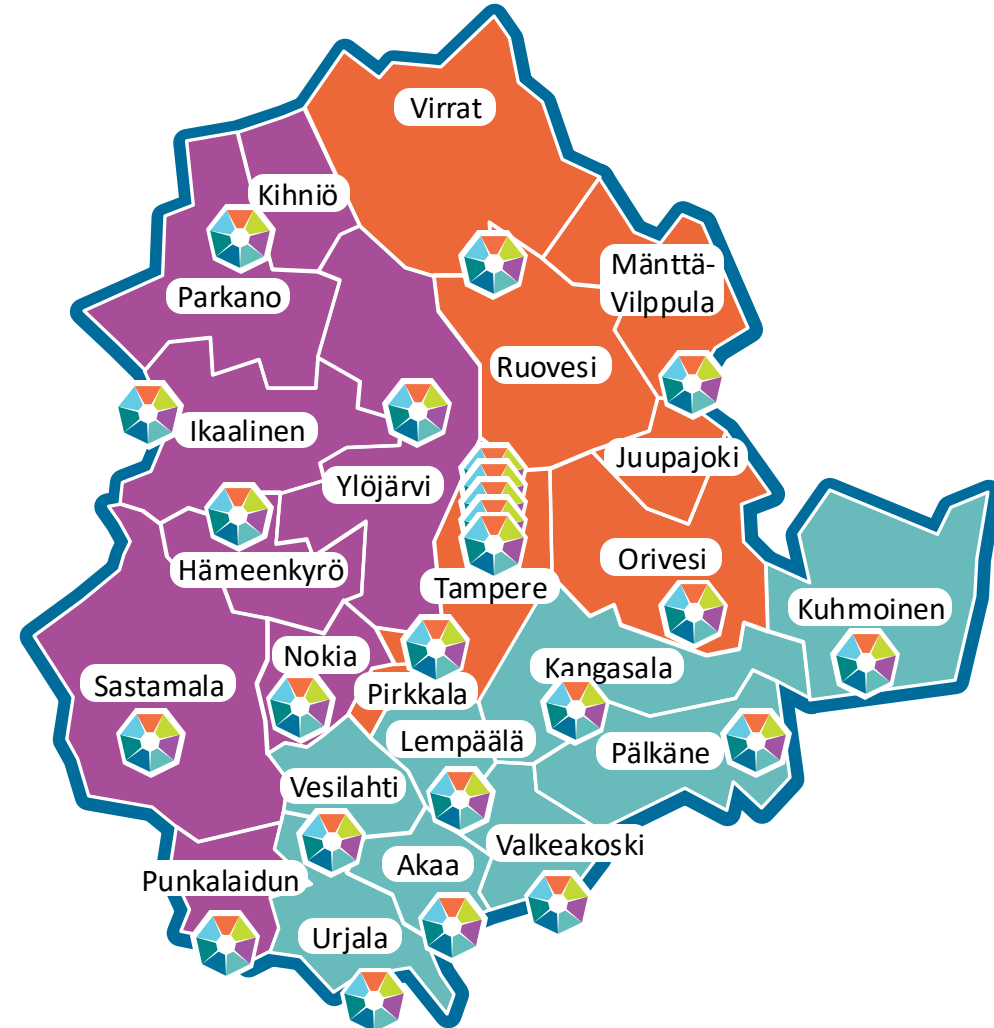 Virrat
Kihniö
Mänttä-
Vilppula
Parkano
Ruovesi
Ikaalinen
Juupajoki
Ylöjärvi
Orivesi
Hämeenkyrö
Tampere
Kuhmoinen
Nokia
Kangasala
Sastamala
Pirkkala
Lempäälä
Pälkäne
Vesilahti
Valkeakoski
Akaa
Punkalaidun
Urjala